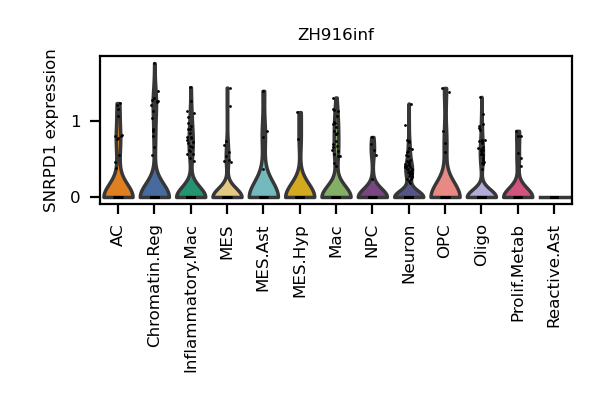 ZH916inf
SNRPD1 expression
1
0
AC
Chromatin.Reg
Inflammatory.Mac
MES
MES.Ast
MES.Hyp
Mac
NPC
Neuron
OPC
Oligo
Prolif.Metab
Reactive.Ast